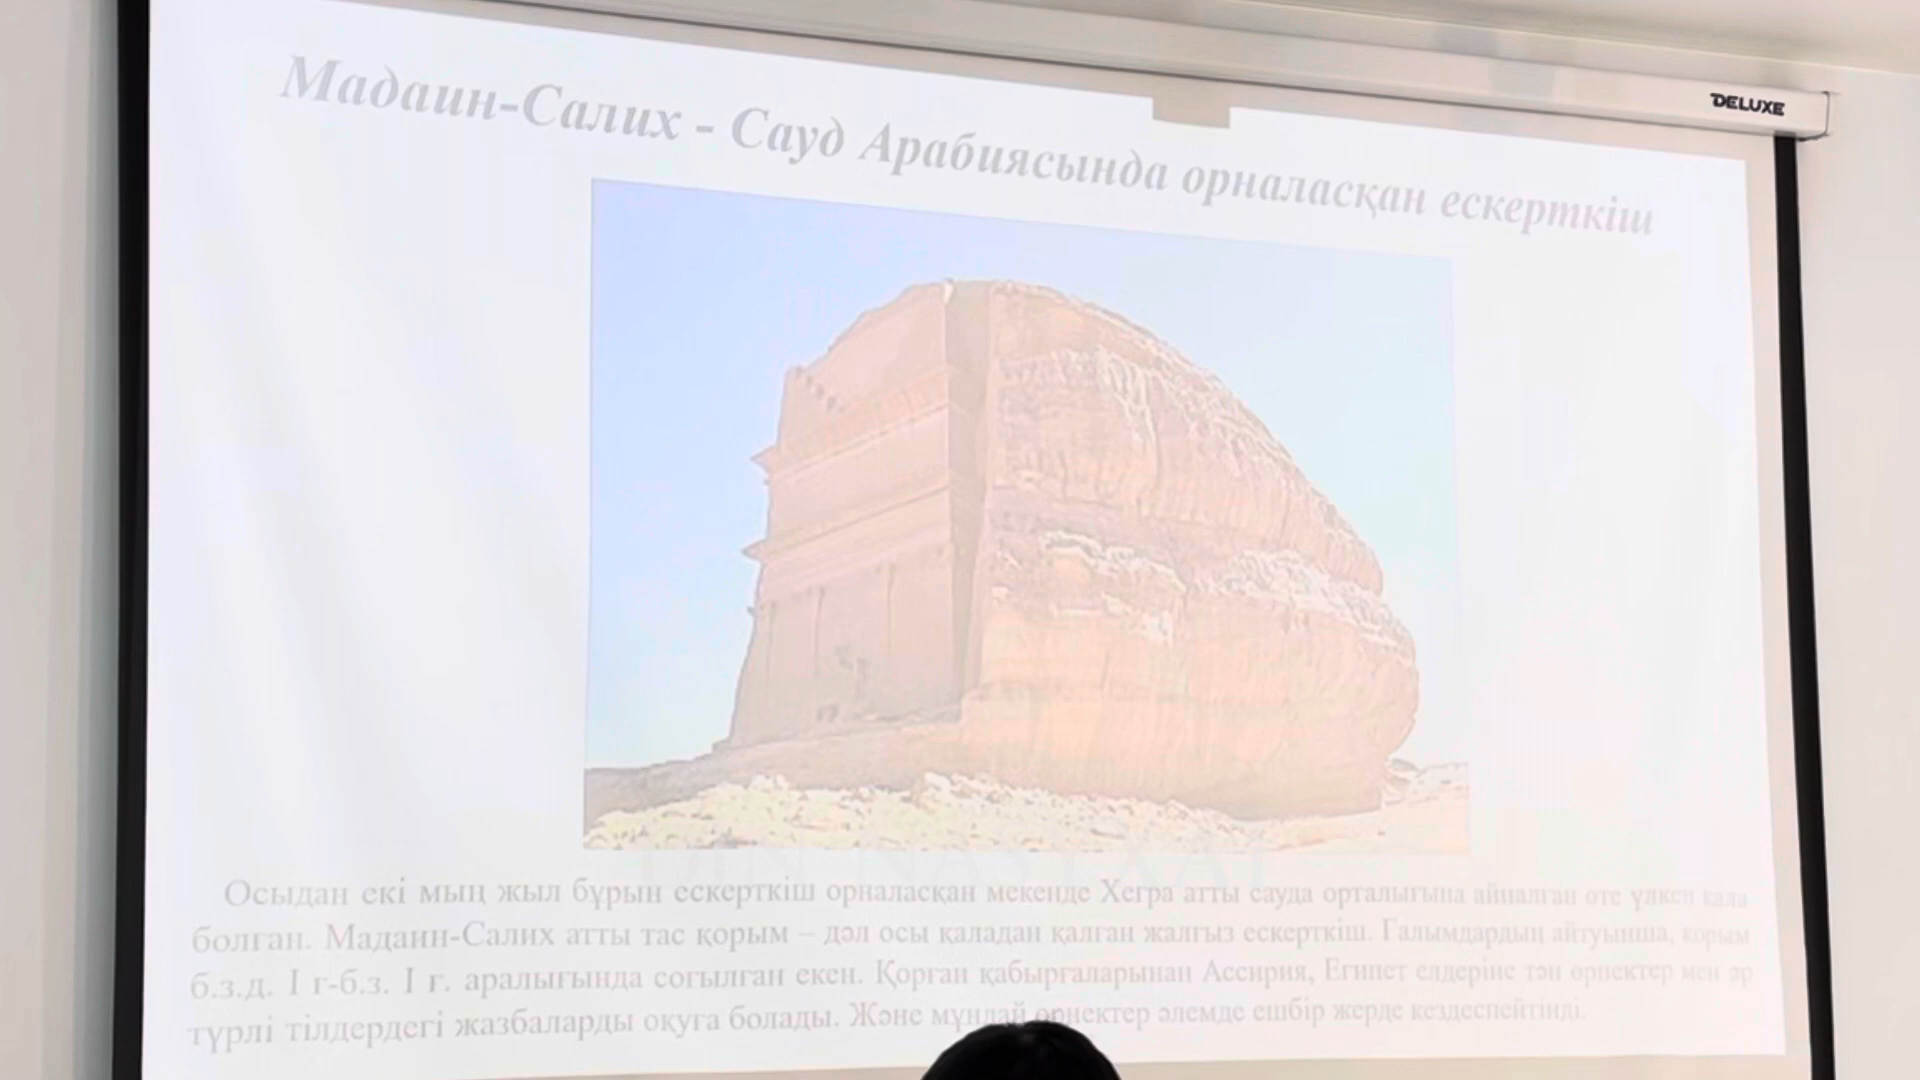 DELUXE
Мадаин-Салих - Сауд Арабиясында орналасқан ескерткіш
Осыдан екі мың жыл бұрын ескерткіш орналасқан мекенде Хегра атты сауда орталығына айналған өте үлкен қала
болған. Мадаин-Салих атты тас қорым – дәл осы қаладан қалған жалғыз ескерткіш. Ғалымдардың айтуынша, қорым
б.з.д. I ғ-б.з. I ғ. аралығында соғылған екен. Қорған қабырғаларынан Ассирия, Египет елдеріне тән өрнектер мен әр
түрлі тілдердегі жазбаларды оқуға болады. Және мұндай өрнектер әлемде ешбір жерде кездеспейтінді.